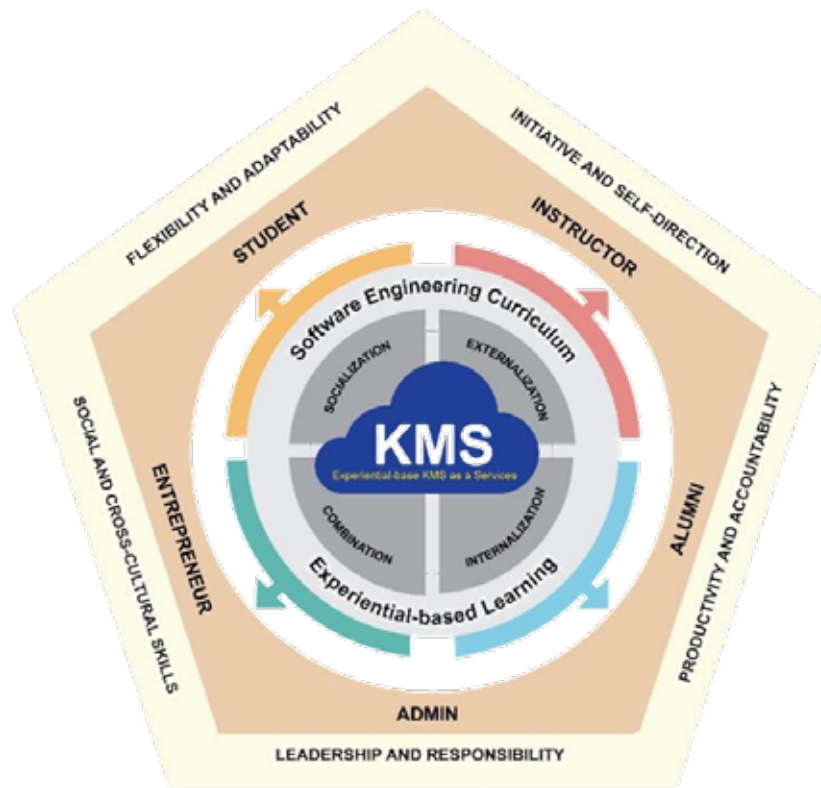 FLEXIBILITY AND ADAPTABILITY
INITIATIVE AND SELF-DIRECTION
STUDENT
INSTRUCTOR
Software Engineering Curriculum
SOCIALIZATION
EXTERNALIZATION
KMS
Experiential-base KMS as a Services
COMBINATION
INTERNALIZATION
Experiential-based Learning
SOCIAL AND CROSS-CULTURAL SKILLS
ENTREPRENEUR
ALUMNI
PRODUCTIVITY AND ACCOUNTABILITY
ADMIN
LEADERSHIP AND RESPONSIBILITY